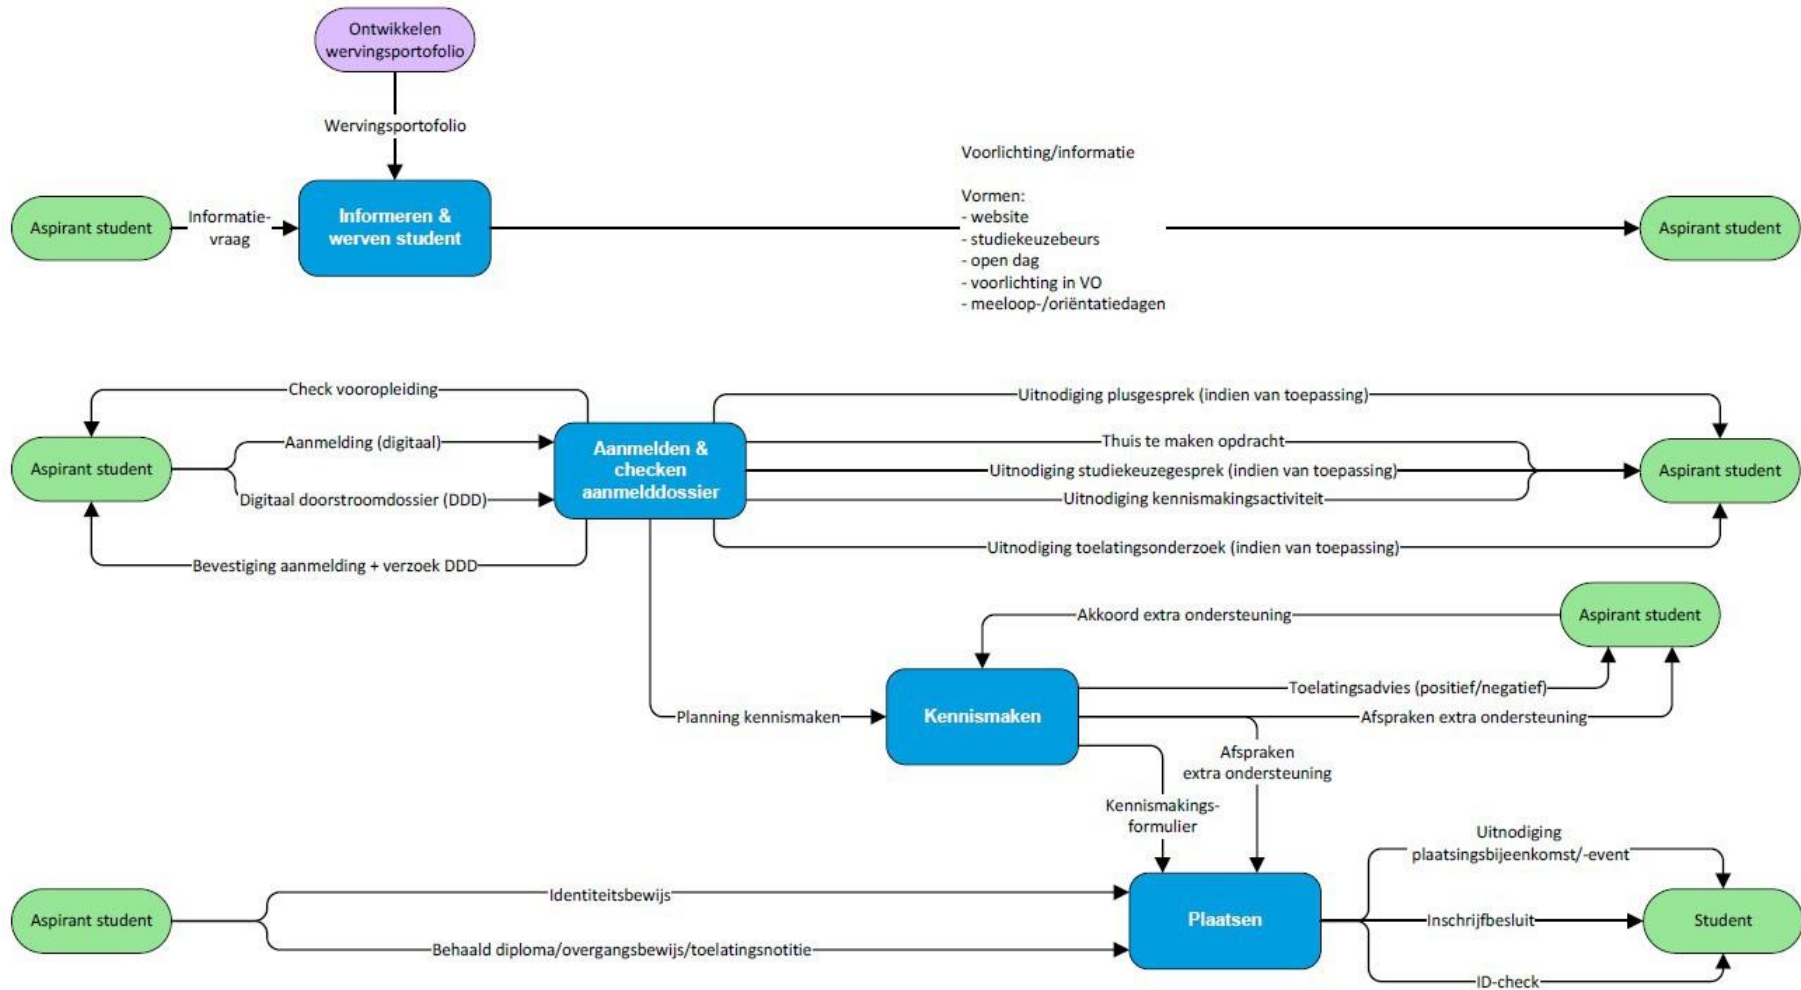 Ontwikkelen
wervingsportofolio
Wervingsportofolio
Aspirant student
Informatie-
vraag
Informeren &
werven student
Voorlichting/informatie
Vormen:
- website
- studiekeuzebeurs
- open dag
- voorlichting in VO
- meeloop-/oriëntatiedagen
Aspirant student
Check vooropleiding
Aspirant student
Aanmelding (digitaal)
Digitaal doorstroomdossier (DDD)
Bevestiging aanmelding + verzoek DDD
Aanmelden &
checken
aanmelddossier
Uitnodiging plusgesprek (indien van toepassing)
Thuis te maken opdracht
Uitnodiging studiekeuzegesprek (indien van toepassing)
Uitnodiging kennismakingsactiviteit
Uitnodiging toelatingsonderzoek (indien van toepassing)
Aspirant student
Akkoord extra ondersteuning
Aspirant student
Planning kennismaken
Kennismaken
Toelatingsadvies (positief/negatief)
Afspraken extra ondersteuning
Afspraken
extra ondersteuning
Kennismakings-
formulier
Aspirant student
Identiteitsbewijs
Behaald diploma/overgangsbewijs/toelatingsnotitie
Plaatsen
Uitnodiging
plaatsingsbijeenkomst/-event
Inschrijfbesluit
ID-check
Student